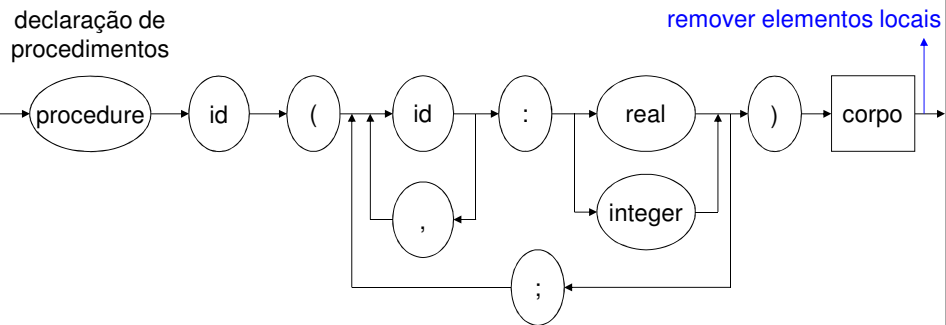 declaração de
procedimentos
remover elementos locais
procedure id ( id : real ) corpo
, integer
;